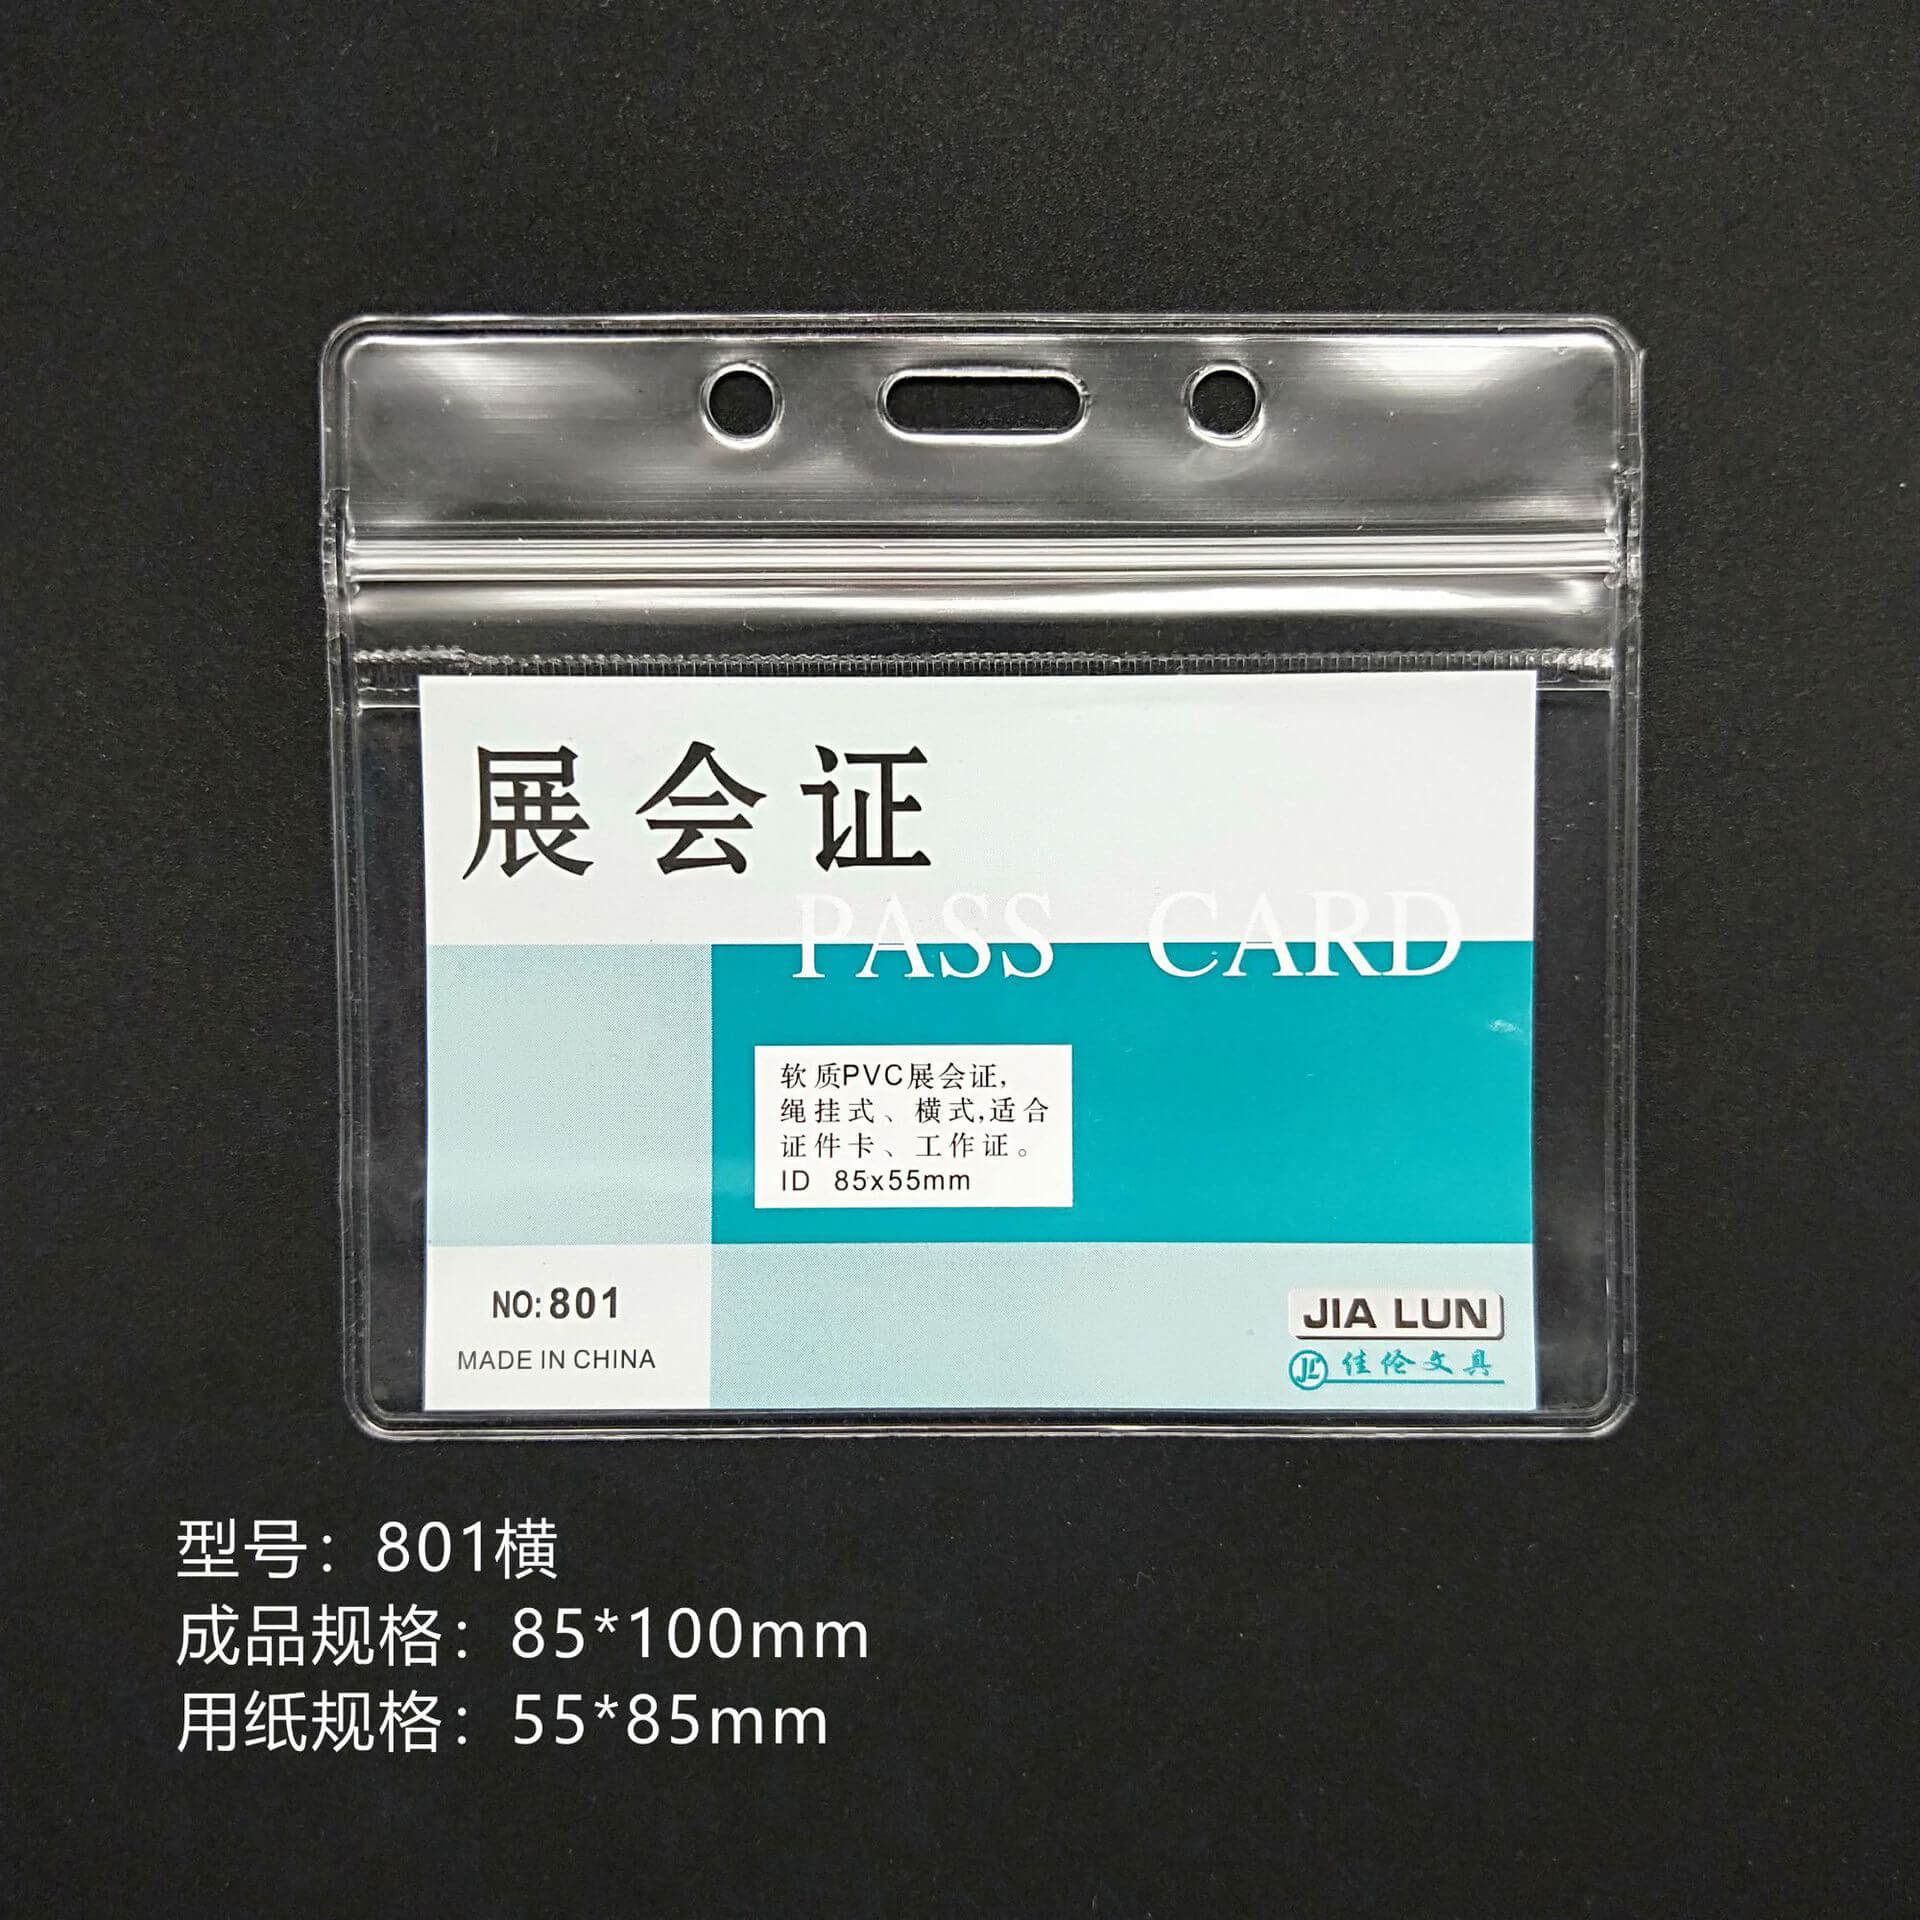 展会证
PASS CARD
软质PVC展会证,
绳挂式、横式,适合
证件卡、工作证。
ID 85x55mm
NO:801
MADE IN CHINA
JIA LUN
JL 佳伦文具
型号：801横
成品规格：85*100mm
用纸规格：55*85mm